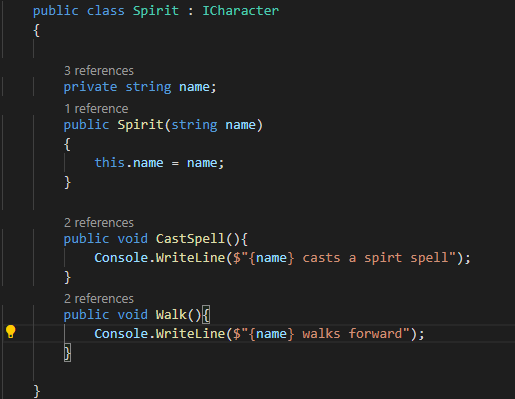 public class Spirit : ICharacter
{
3 references
private string name;
1 reference
public Spirit(string name)
{
this.name = name;
}
2 references
public void CastSpell(){
Console.WriteLine($"{name} casts a spirt spell");
}
2 references
public void Walk(){
Console.WriteLine($"{name} walks forward");
}
}